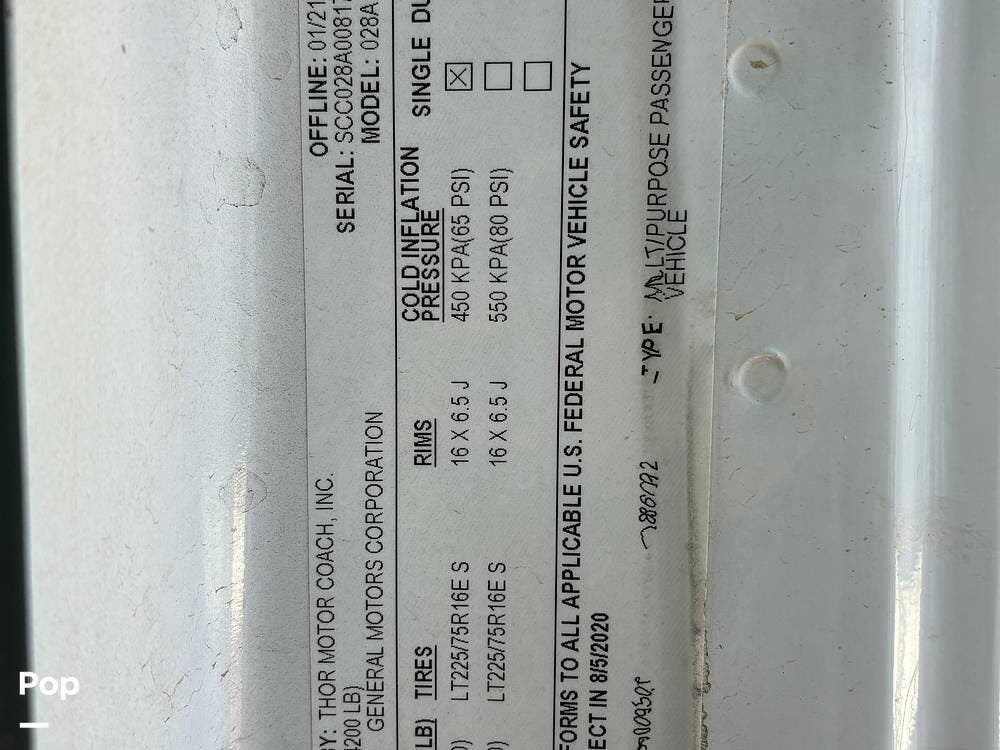 OFFLINE: 01/21
BY: THOR MOTOR COACH, INC. SERIAL: SCC028A00817
4200 LB) MODEL: 028A
GENERAL MOTORS CORPORATION
LB) TIRES RIMS COLD INFLATION PRESSURE SINGLE DU
LT225/75R16E S 16 X 6.5 J 450 KPA(65 PSI) ☒
LT225/75R16E S 16 X 6.5 J 550 KPA(80 PSI) ☐ ☐
FORMS TO ALL APPLICABLE U.S. FEDERAL MOTOR VEHICLE SAFETY
ECT IN 8/5/2020
TYPE: MULTIPURPOSE PASSENGER
VEHICLE
Pop